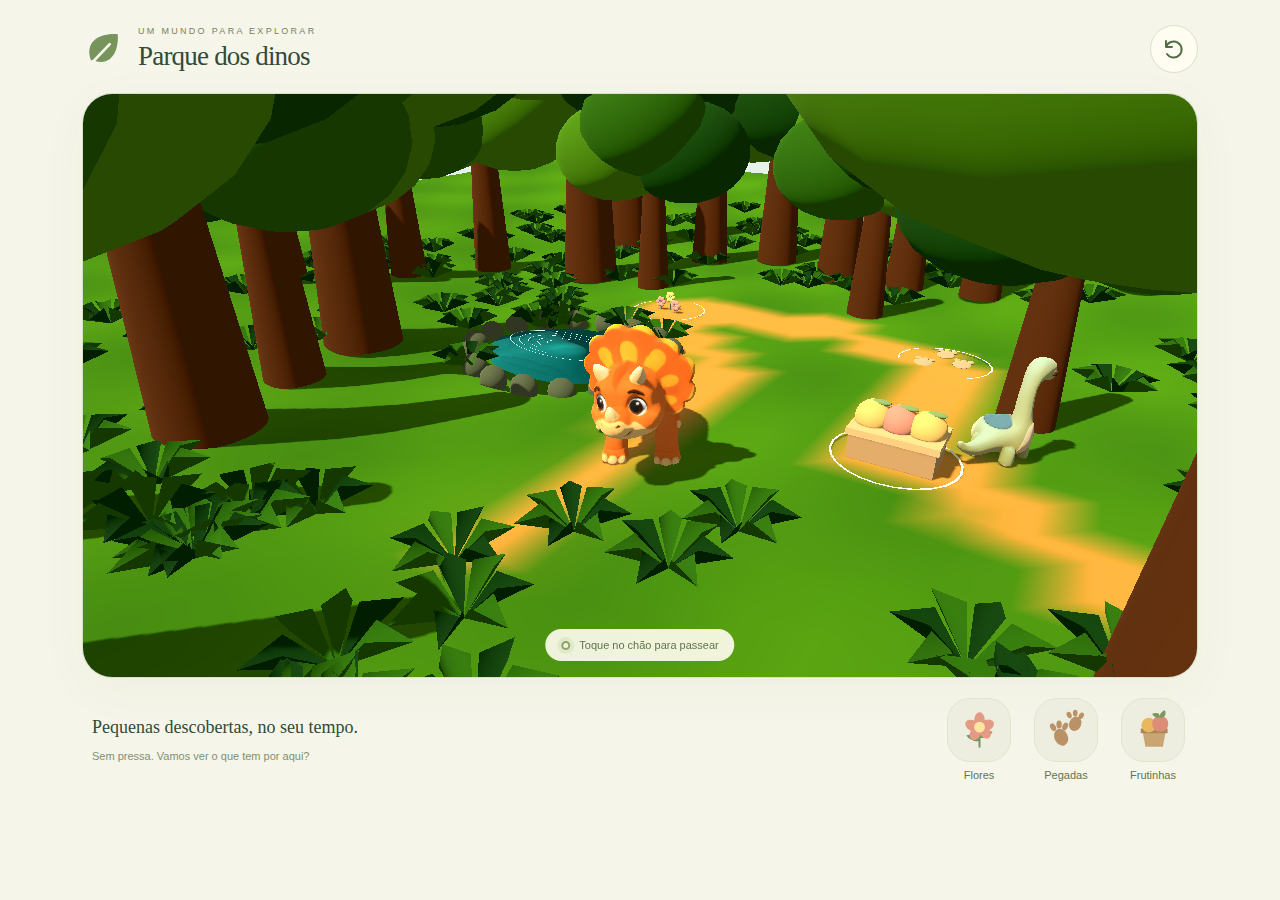 UM MUNDO PARA EXPLORAR
Parque dos dinos
Toque no chão para passear
Pequenas descobertas, no seu tempo.
Sem pressa. Vamos ver o que tem por aqui?
Flores
Pegadas
Frutinhas